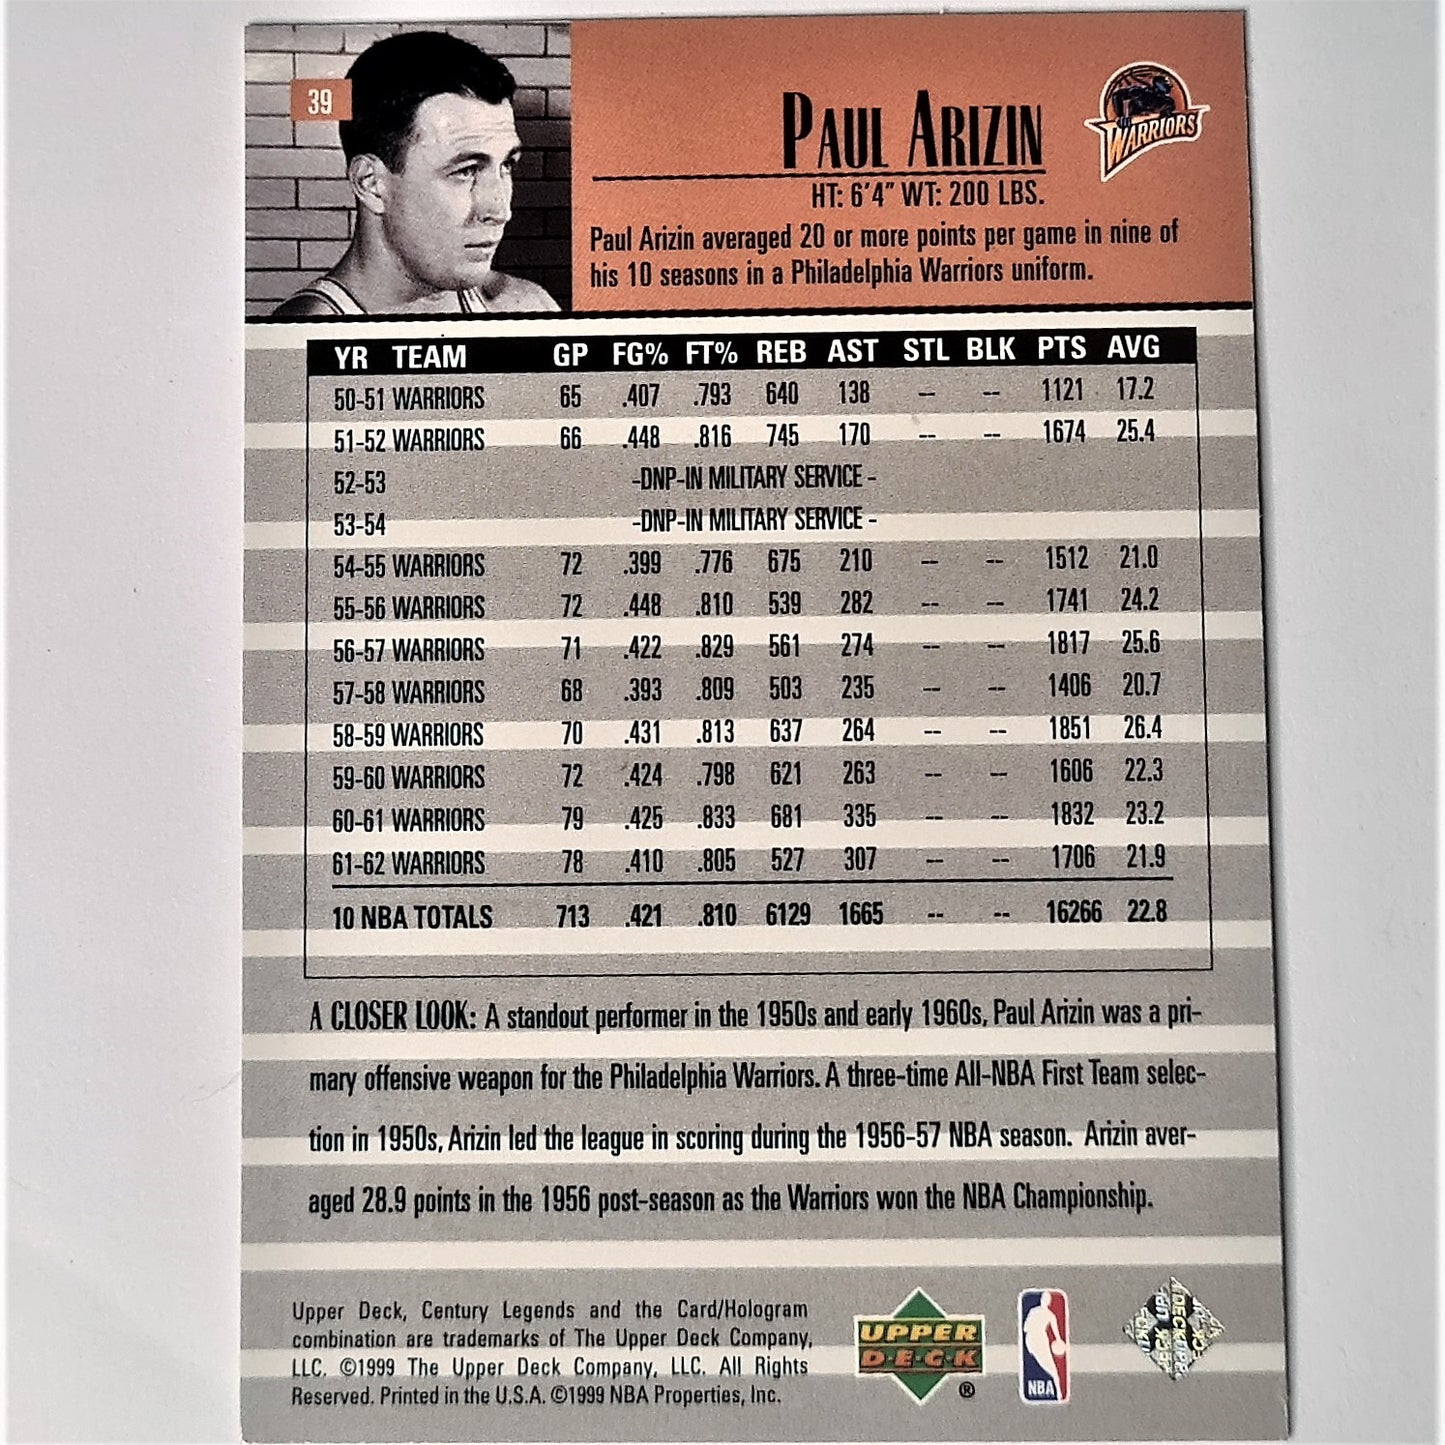 39
PAUL ARIZIN
WARRIORS
HT: 6'4" WT: 200 LBS.
Paul Arizin averaged 20 or more points per game in nine of
his 10 seasons in a Philadelphia Warriors uniform.
YR TEAM GP FG% FT% REB AST STL BLK PTS AVG
50-51 WARRIORS 65 .407 .793 640 138 -- -- 1121 17.2
51-52 WARRIORS 66 .448 .816 745 170 -- -- 1674 25.4
52-53 -DNP-IN MILITARY SERVICE -
53-54 -DNP-IN MILITARY SERVICE -
54-55 WARRIORS 72 .399 .776 675 210 -- -- 1512 21.0
55-56 WARRIORS 72 .448 .810 539 282 -- -- 1741 24.2
56-57 WARRIORS 71 .422 .829 561 274 -- -- 1817 25.6
57-58 WARRIORS 68 .393 .809 503 235 -- -- 1406 20.7
58-59 WARRIORS 70 .431 .813 637 264 -- -- 1851 26.4
59-60 WARRIORS 72 .424 .798 621 263 -- -- 1606 22.3
60-61 WARRIORS 79 .425 .833 681 335 -- -- 1832 23.2
61-62 WARRIORS 78 .410 .805 527 307 -- -- 1706 21.9
10 NBA TOTALS 713 .421 .810 6129 1665 -- -- 16266 22.8
A CLOSER LOOK: A standout performer in the 1950s and early 1960s, Paul Arizin was a pri-
mary offensive weapon for the Philadelphia Warriors. A three-time All-NBA First Team selec-
tion in 1950s, Arizin led the league in scoring during the 1956-57 NBA season. Arizin aver-
aged 28.9 points in the 1956 post-season as the Warriors won the NBA Championship.
Upper Deck, Century Legends and the Card/Hologram
combination are trademarks of The Upper Deck Company,
LLC. ©1999 The Upper Deck Company, LLC. All Rights
Reserved. Printed in the U.S.A. ©1999 NBA Properties, Inc.
UPPER
D·E·C·K
®
NBA